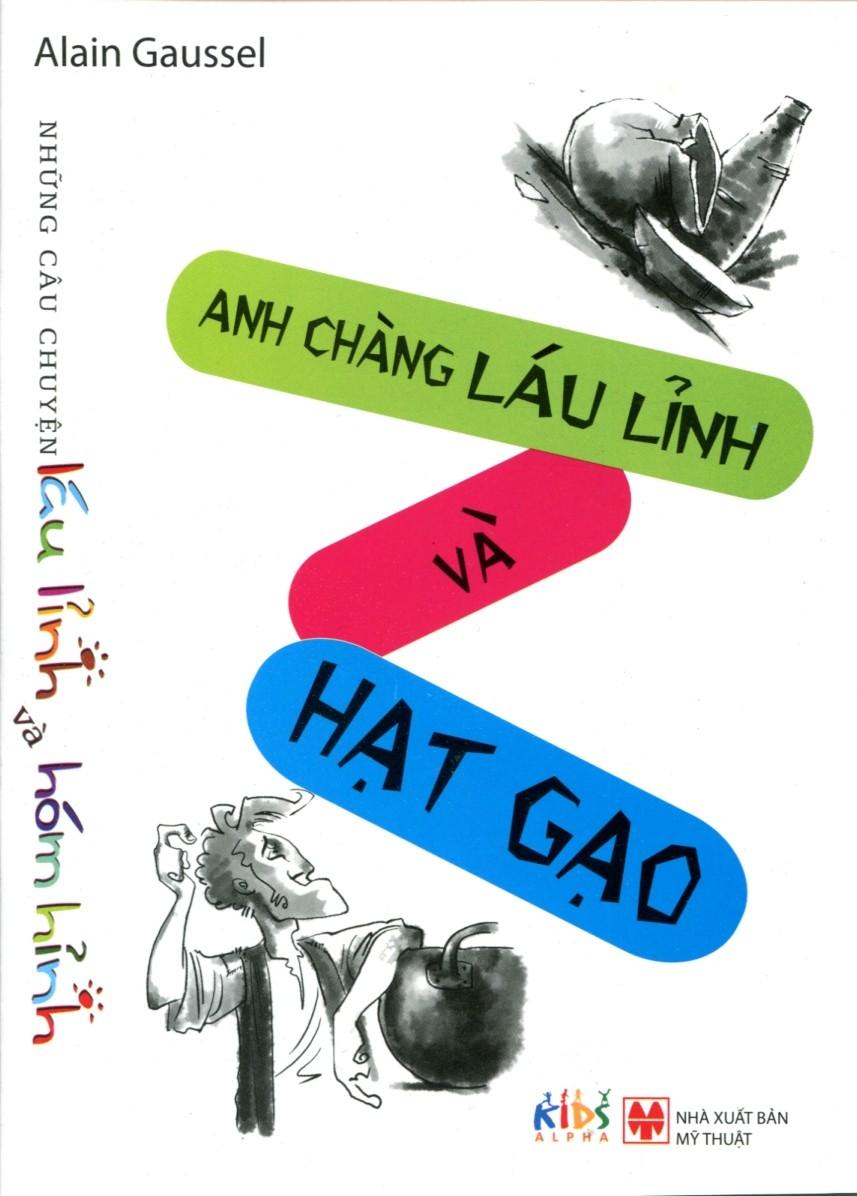 Alain Gaussel
NHỮNG CÂU CHUYỆN láu lỉnh và hóm hỉnh
ANH CHÀNG LÁU LỈNH
VÀ
HẠT GẠO
KIDS
ALPHA
NHÀ XUẤT BẢN
MỸ THUẬT